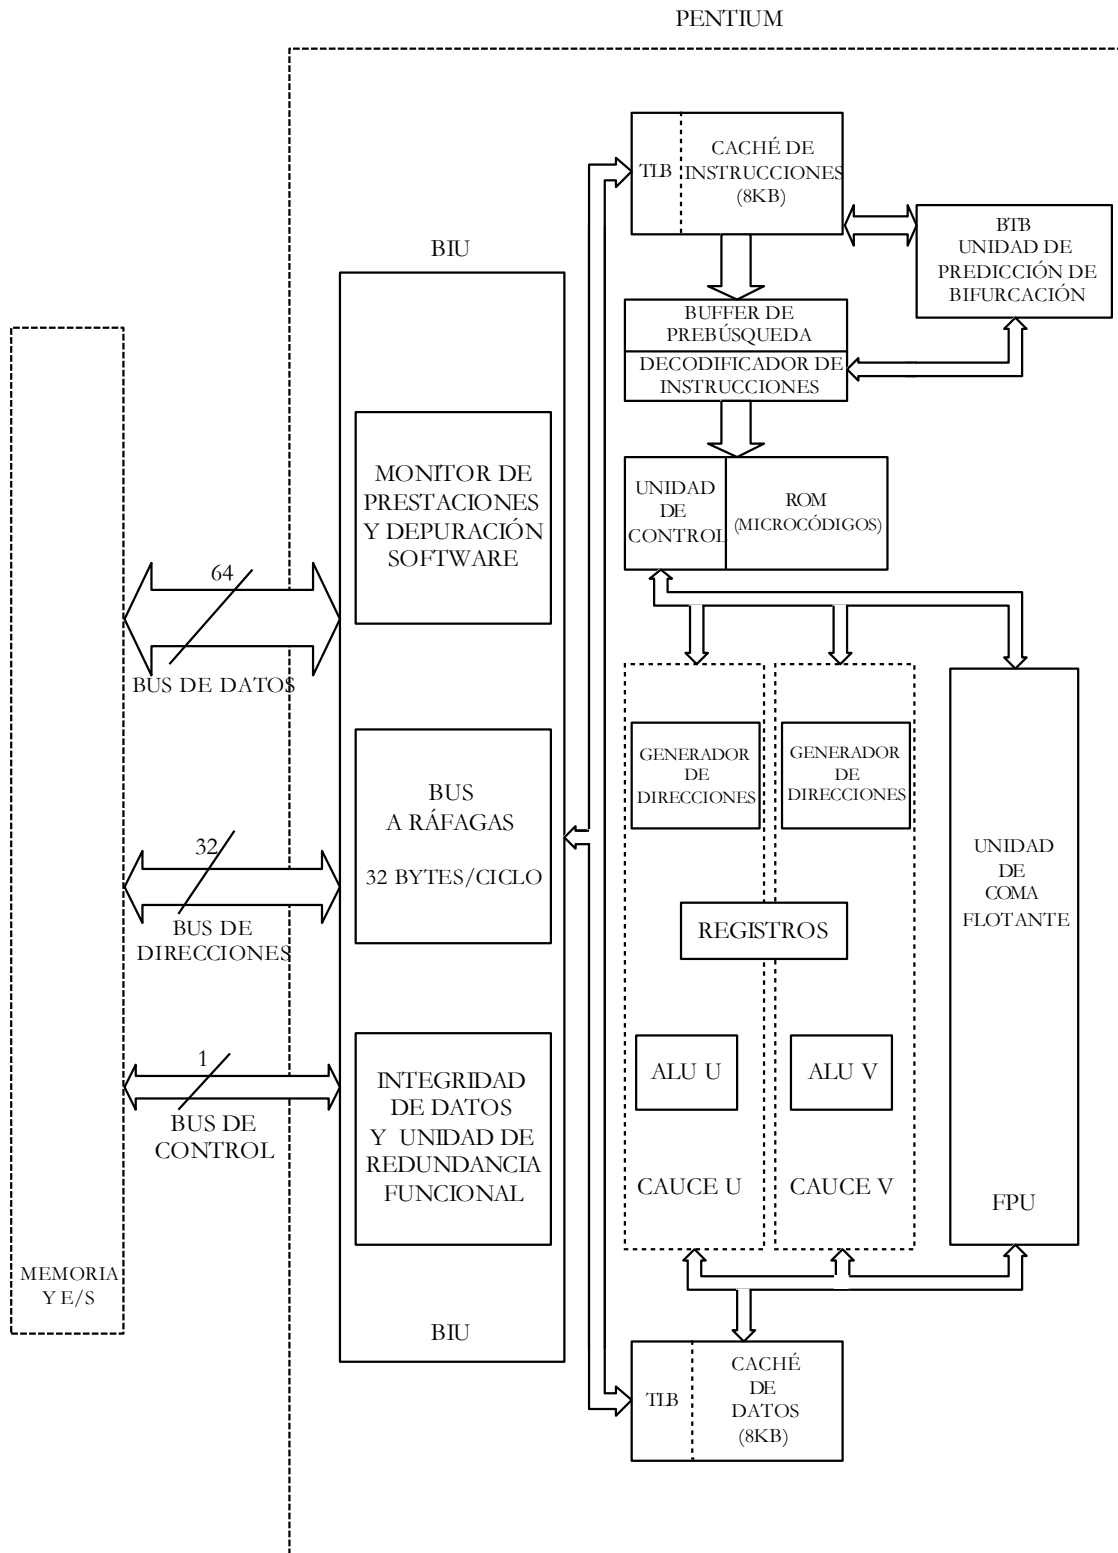 PENTIUM
TLB
CACHÉ DE
INSTRUCCIONES
(8KB)
BTB
UNIDAD DE
PREDICCIÓN DE
BIFURCACIÓN
BIU
BUFFER DE
PREBÚSQUEDA
DECODIFICADOR DE
INSTRUCCIONES
MONITOR DE
PRESTACIONES
Y DEPURACIÓN
SOFTWARE
UNIDAD
DE
CONTROL
ROM
(MICROCÓDIGOS)
64
BUS DE DATOS
GENERADOR
DE
DIRECCIONES
GENERADOR
DE
DIRECCIONES
BUS
A RÁFAGAS
32 BYTES/CICLO
32
BUS DE
DIRECCIONES
UNIDAD
DE
COMA
FLOTANTE
REGISTROS
1
BUS DE
CONTROL
INTEGRIDAD
DE DATOS
Y UNIDAD DE
REDUNDANCIA
FUNCIONAL
ALU U
ALU V
CAUCE U
CAUCE V
FPU
MEMORIA
Y E/S
BIU
TLB
CACHÉ
DE
DATOS
(8KB)